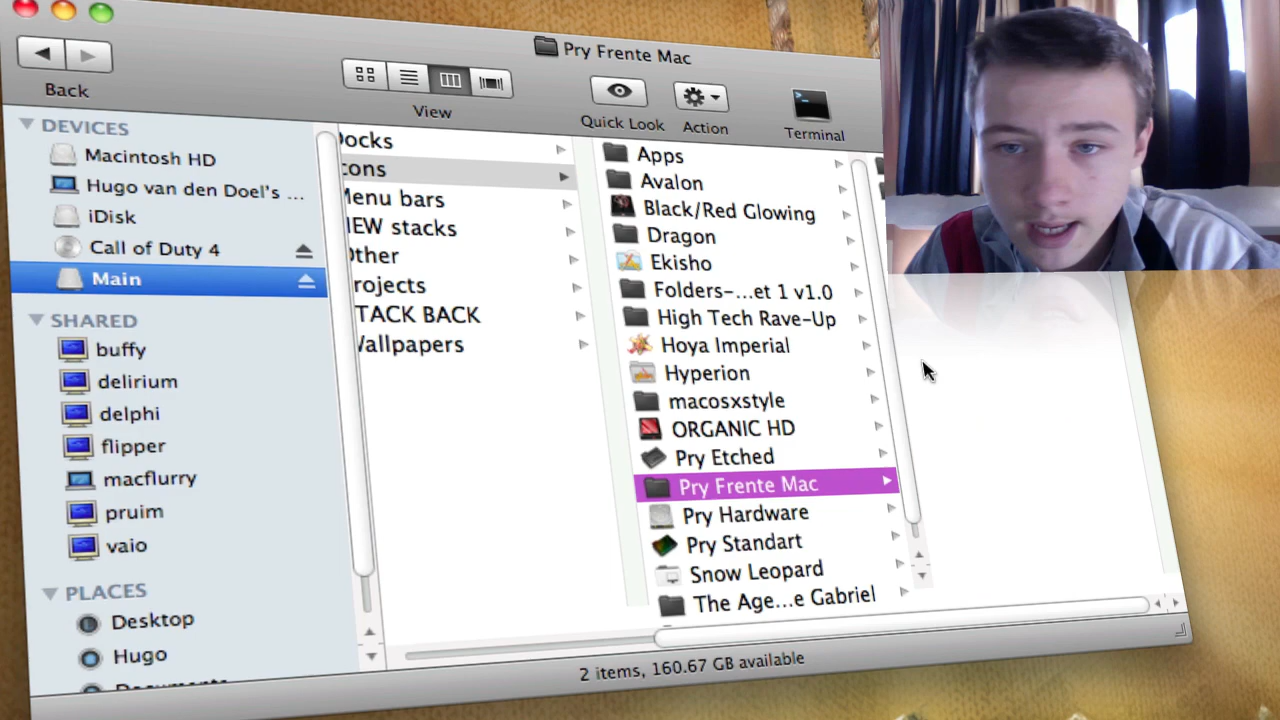 Pry Frente Mac
Back
View
Quick Look
Action
Terminal
DEVICES
Macintosh HD
Hugo van den Doel's ...
iDisk
Call of Duty 4
Main
SHARED
buffy
delirium
delphi
flipper
macflurry
pruim
vaio
PLACES
Desktop
Hugo
Documents
ocks
cons
Menu bars
NEW stacks
Other
rojects
TACK BACK
Wallpapers
Apps
Avalon
Black/Red Glowing
Dragon
Ekisho
Folders-...et 1 v1.0
High Tech Rave-Up
Hoya Imperial
Hyperion
macosxstyle
ORGANIC HD
Pry Etched
Pry Frente Mac
Pry Hardware
Pry Standart
Snow Leopard
The Age...e Gabriel
2 items, 160.67 GB available